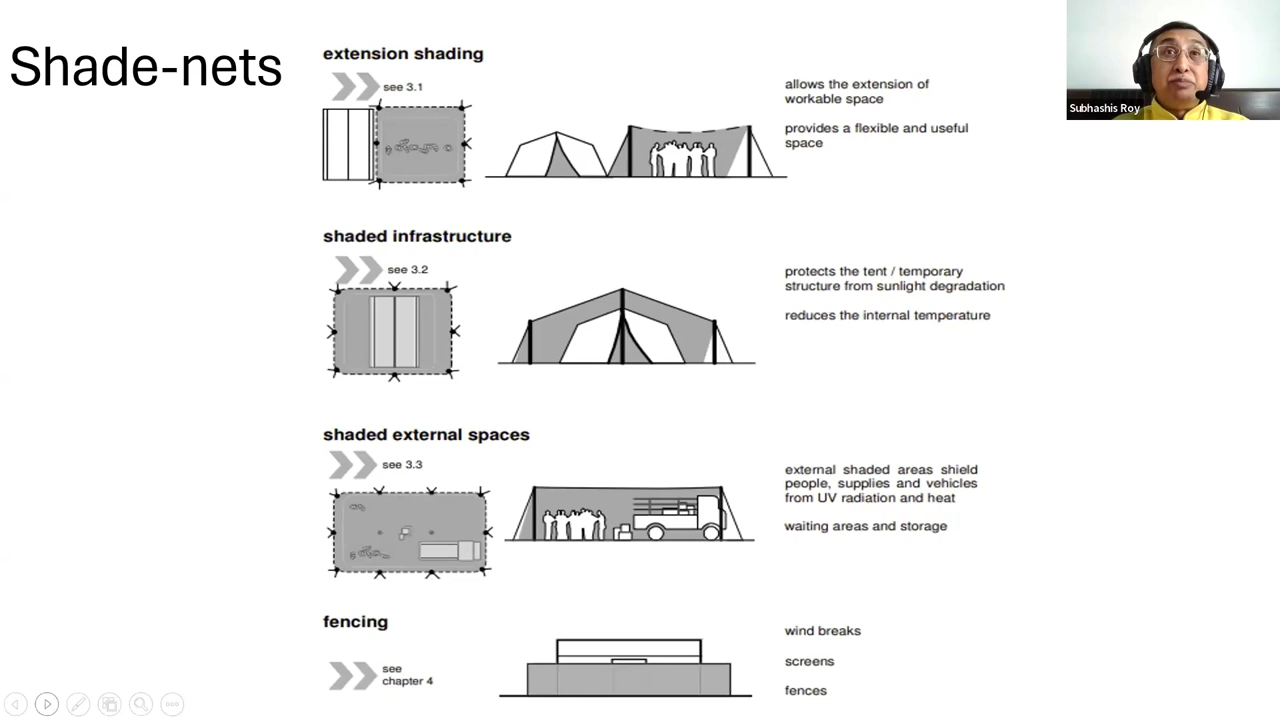 Shade-nets
Subhashis Roy
extension shading
see 3.1
allows the extension of
workable space
provides a flexible and useful
space
shaded infrastructure
see 3.2
protects the tent / temporary
structure from sunlight degradation
reduces the internal temperature
shaded external spaces
see 3.3
external shaded areas shield
people, supplies and vehicles
from UV radiation and heat
waiting areas and storage
fencing
see
chapter 4
wind breaks
screens
fences